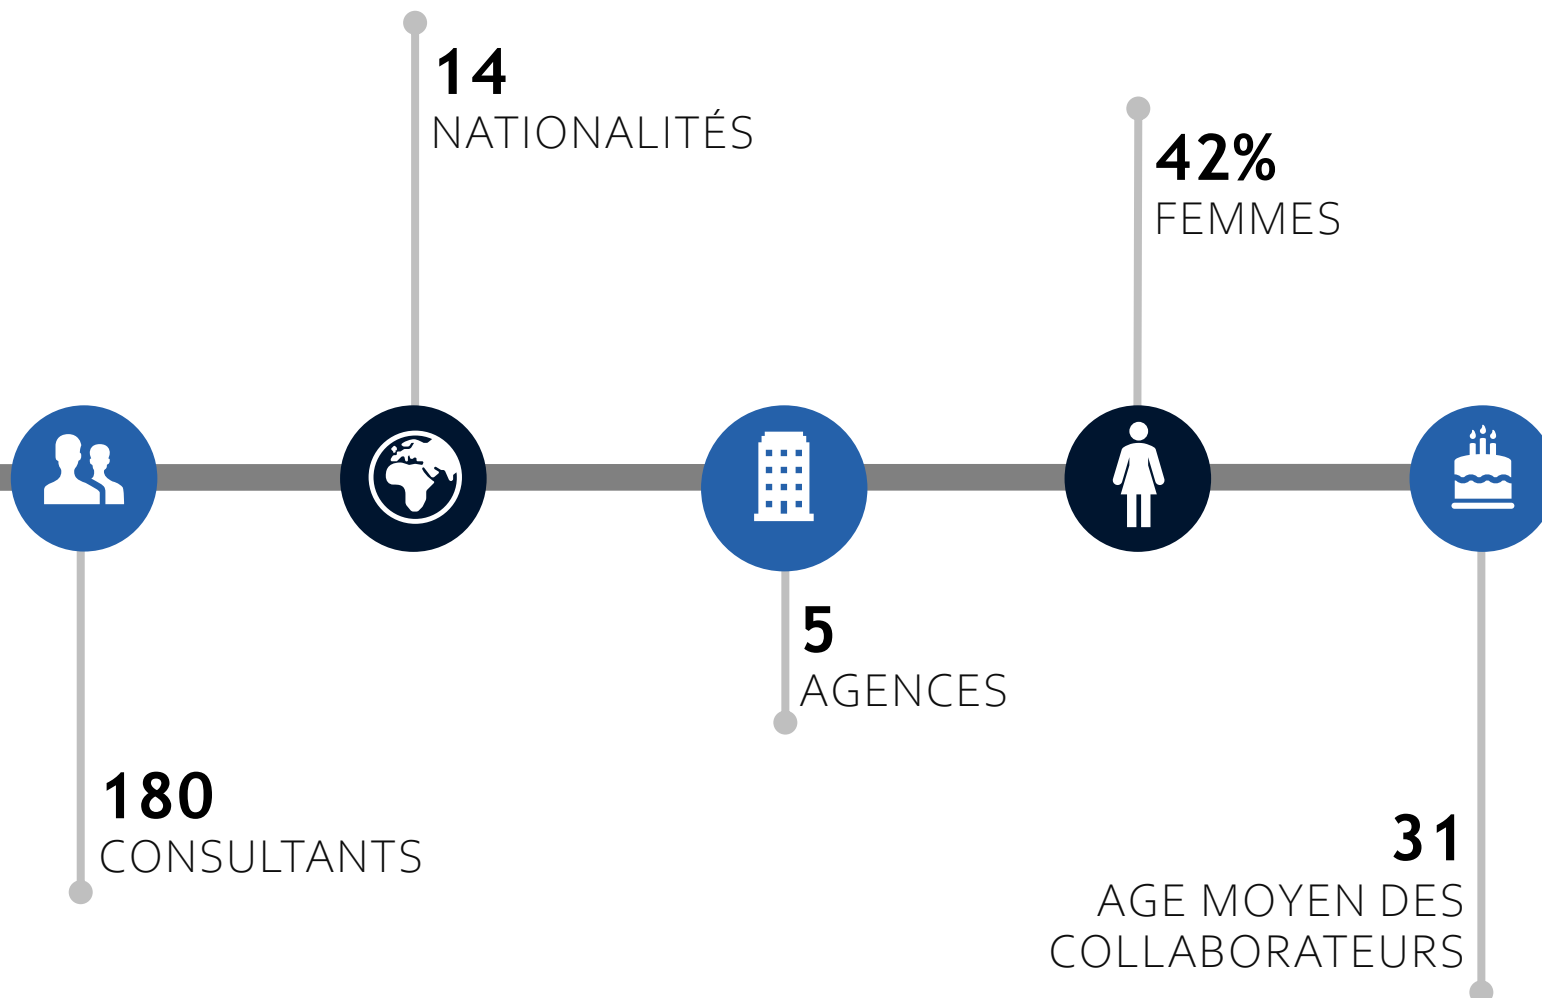 14
NATIONALITÉS
42%
FEMMES
5
AGENCES
180
CONSULTANTS
31
AGE MOYEN DES
COLLABORATEURS